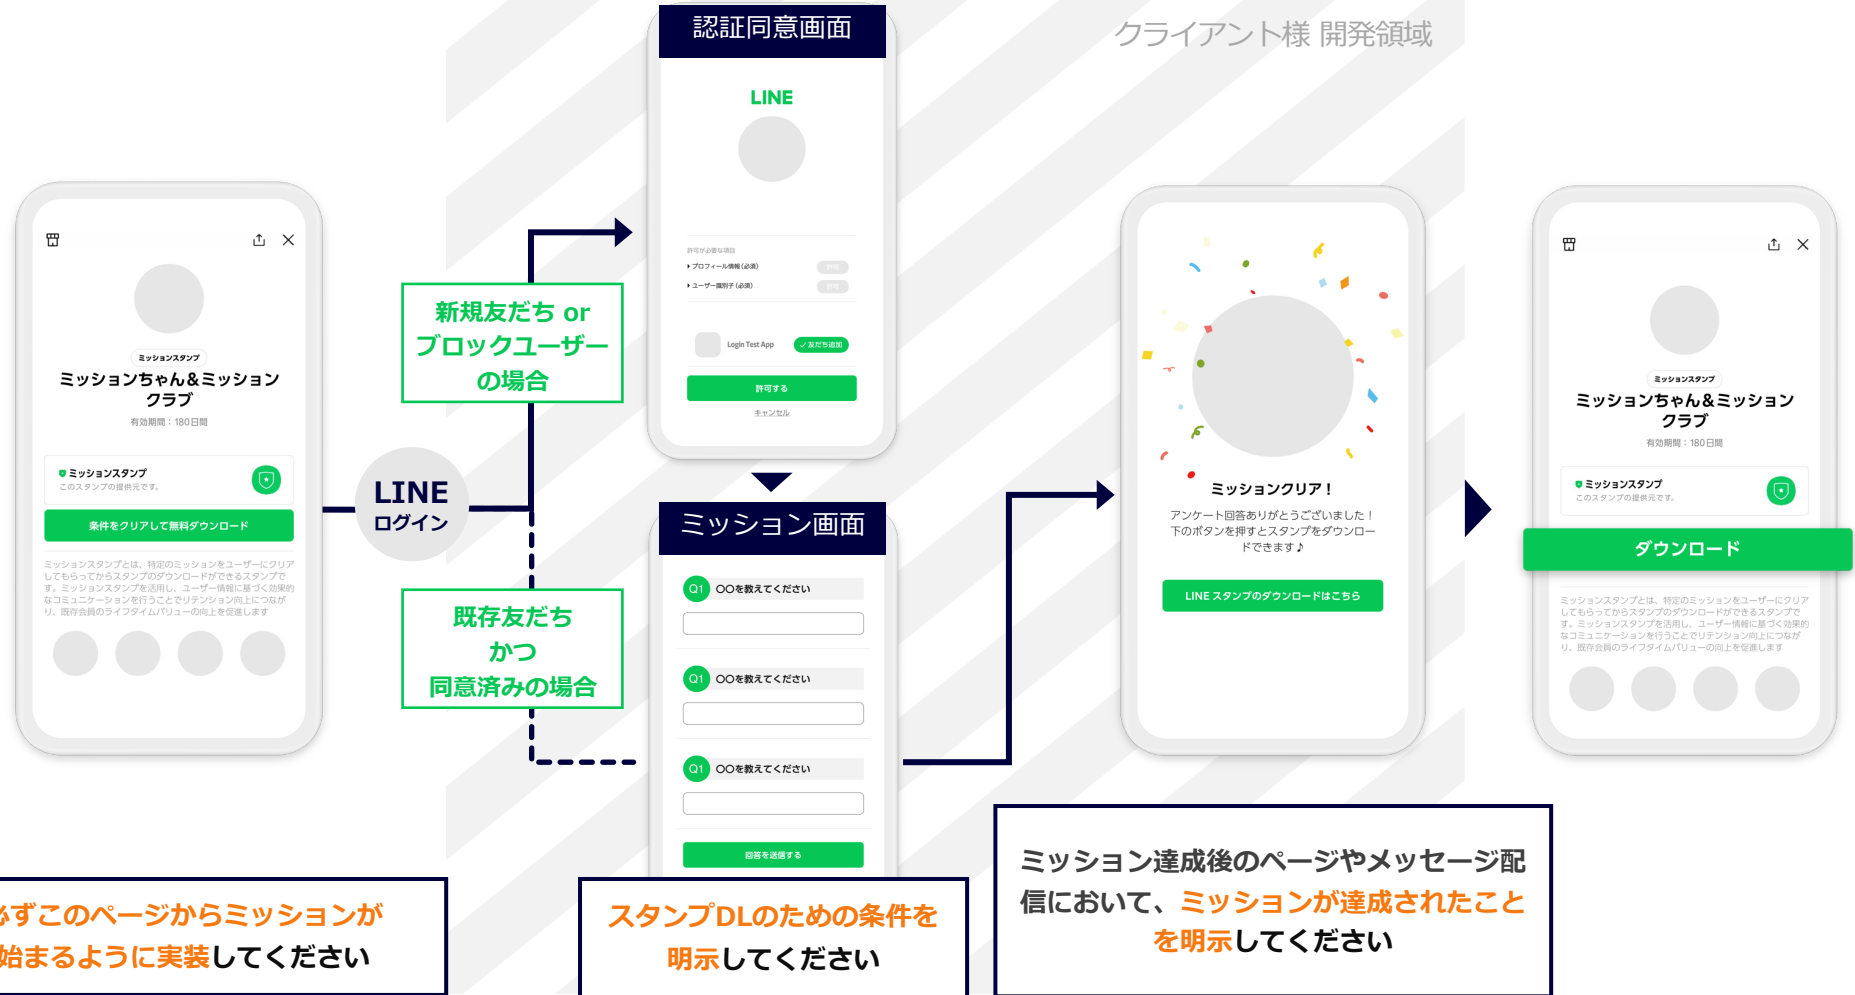 認証同意画面
クライアント様 開発領域
LINE
許可が必要な項目
プロフィール情報(必須)
許可
ユーザー識別子(必須)
許可
Login Test App
✓ 友だち追加
許可する
キャンセル
ミッションスタンプ
ミッションちゃん＆ミッション
クラブ
有効期間：180日間
ミッションスタンプ
このスタンプの提供元です。
条件をクリアして無料ダウンロード
ミッションスタンプとは、特定のミッションをユーザーにクリア
してもらってからスタンプのダウンロードができるスタンプで
す。ミッションスタンプを活用し、ユーザー情報に基づく効果的
なコミュニケーションを行うことでリテンション向上につなが
り、既存会員のライフタイムバリューの向上を促進します
LINE
ログイン
新規友だち or
ブロックユーザー
の場合
既存友だち
かつ
同意済みの場合
ミッション画面
Q1 〇〇を教えてください
Q1 〇〇を教えてください
Q1 〇〇を教えてください
回答を送信する
ミッションクリア！
アンケート回答ありがとうございました！
下のボタンを押すとスタンプをダウンロー
ドできます♪
LINE スタンプのダウンロードはこちら
ミッションスタンプ
ミッションちゃん＆ミッション
クラブ
有効期間：180日間
ミッションスタンプ
このスタンプの提供元です。
ダウンロード
ミッションスタンプとは、特定のミッションをユーザーにクリア
してもらってからスタンプのダウンロードができるスタンプで
す。ミッションスタンプを活用し、ユーザー情報に基づく効果的
なコミュニケーションを行うことでリテンション向上につなが
り、既存会員のライフタイムバリューの向上を促進します
必ずこのページからミッションが
始まるように実装してください
スタンプDLのための条件を
明示してください
ミッション達成後のページやメッセージ配
信において、ミッションが達成されたこと
を明示してください